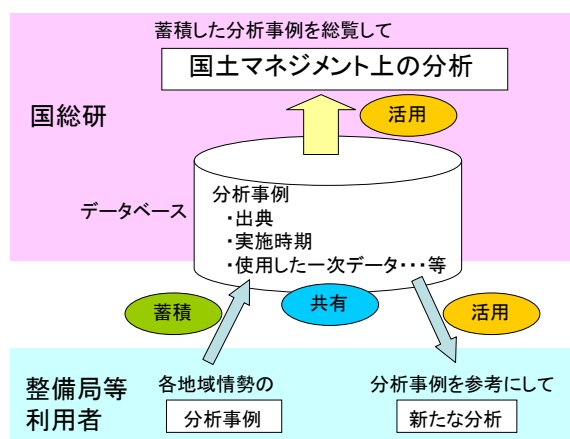 蓄積した分析事例を総覧して
国土マネジメント上の分析
活用
国総研
データベース
分析事例
・出典
・実施時期
・使用した一次データ・・・等
蓄積
共有
活用
整備局等
利用者
各地域情勢の
分析事例
分析事例を参考にして
新たな分析